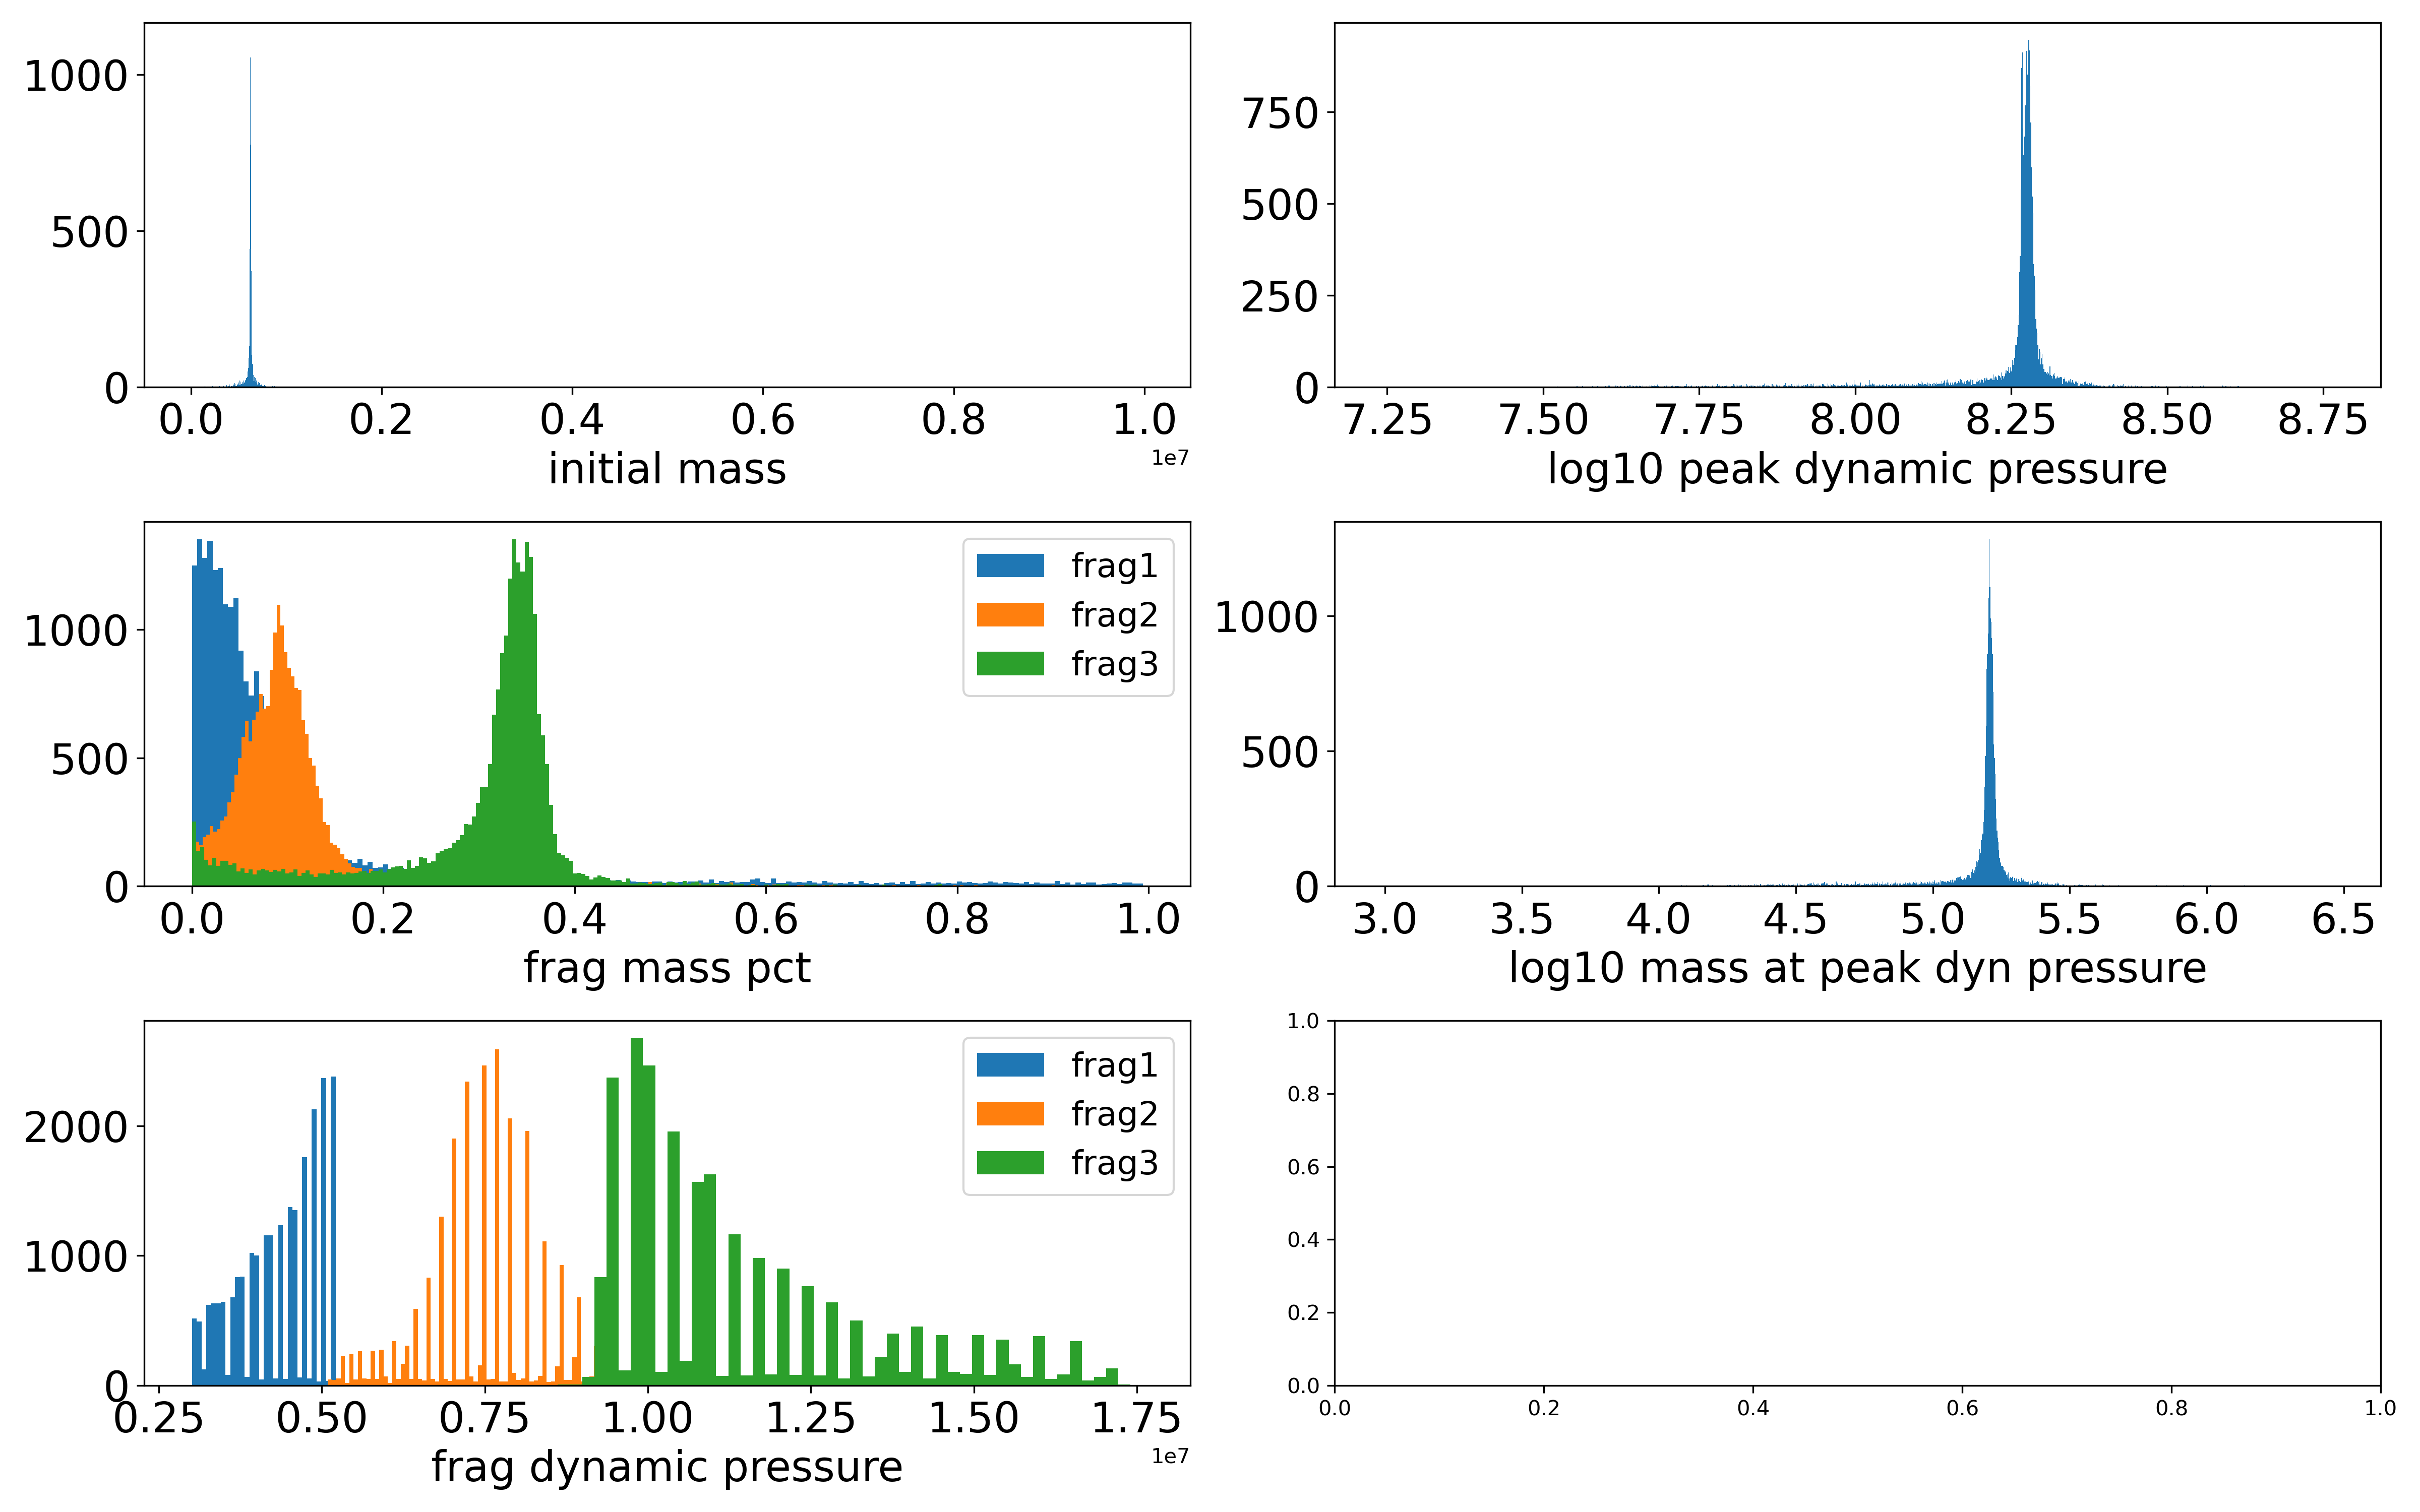 1000
500
0
0.0 0.2 0.4 0.6 0.8 1.0
1e7
initial mass
750
500
250
0
7.25 7.50 7.75 8.00 8.25 8.50 8.75
log10 peak dynamic pressure
1000
500
0
frag1
frag2
frag3
0.0 0.2 0.4 0.6 0.8 1.0
frag mass pct
1000
500
0
3.0 3.5 4.0 4.5 5.0 5.5 6.0 6.5
log10 mass at peak dyn pressure
2000
1000
0
frag1
frag2
frag3
0.25 0.50 0.75 1.00 1.25 1.50 1.75
1e7
frag dynamic pressure
1.0
0.8
0.6
0.4
0.2
0.0
0.0 0.2 0.4 0.6 0.8 1.0